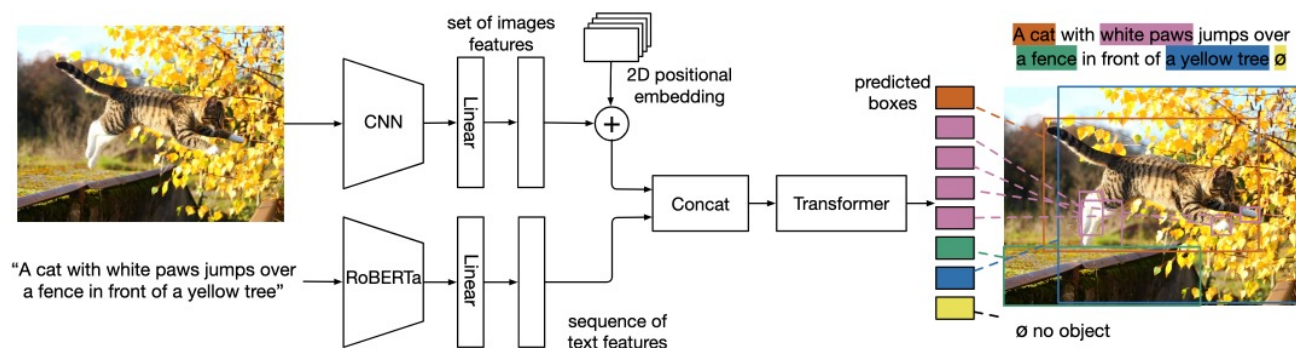 set of images
features
2D positional
embedding
CNN
Linear
+
“A cat with white paws jumps over
a fence in front of a yellow tree”
RoBERTa
Linear
sequence of
text features
Concat
Transformer
predicted
boxes
A cat with white paws jumps over
a fence in front of a yellow tree ø
ø no object